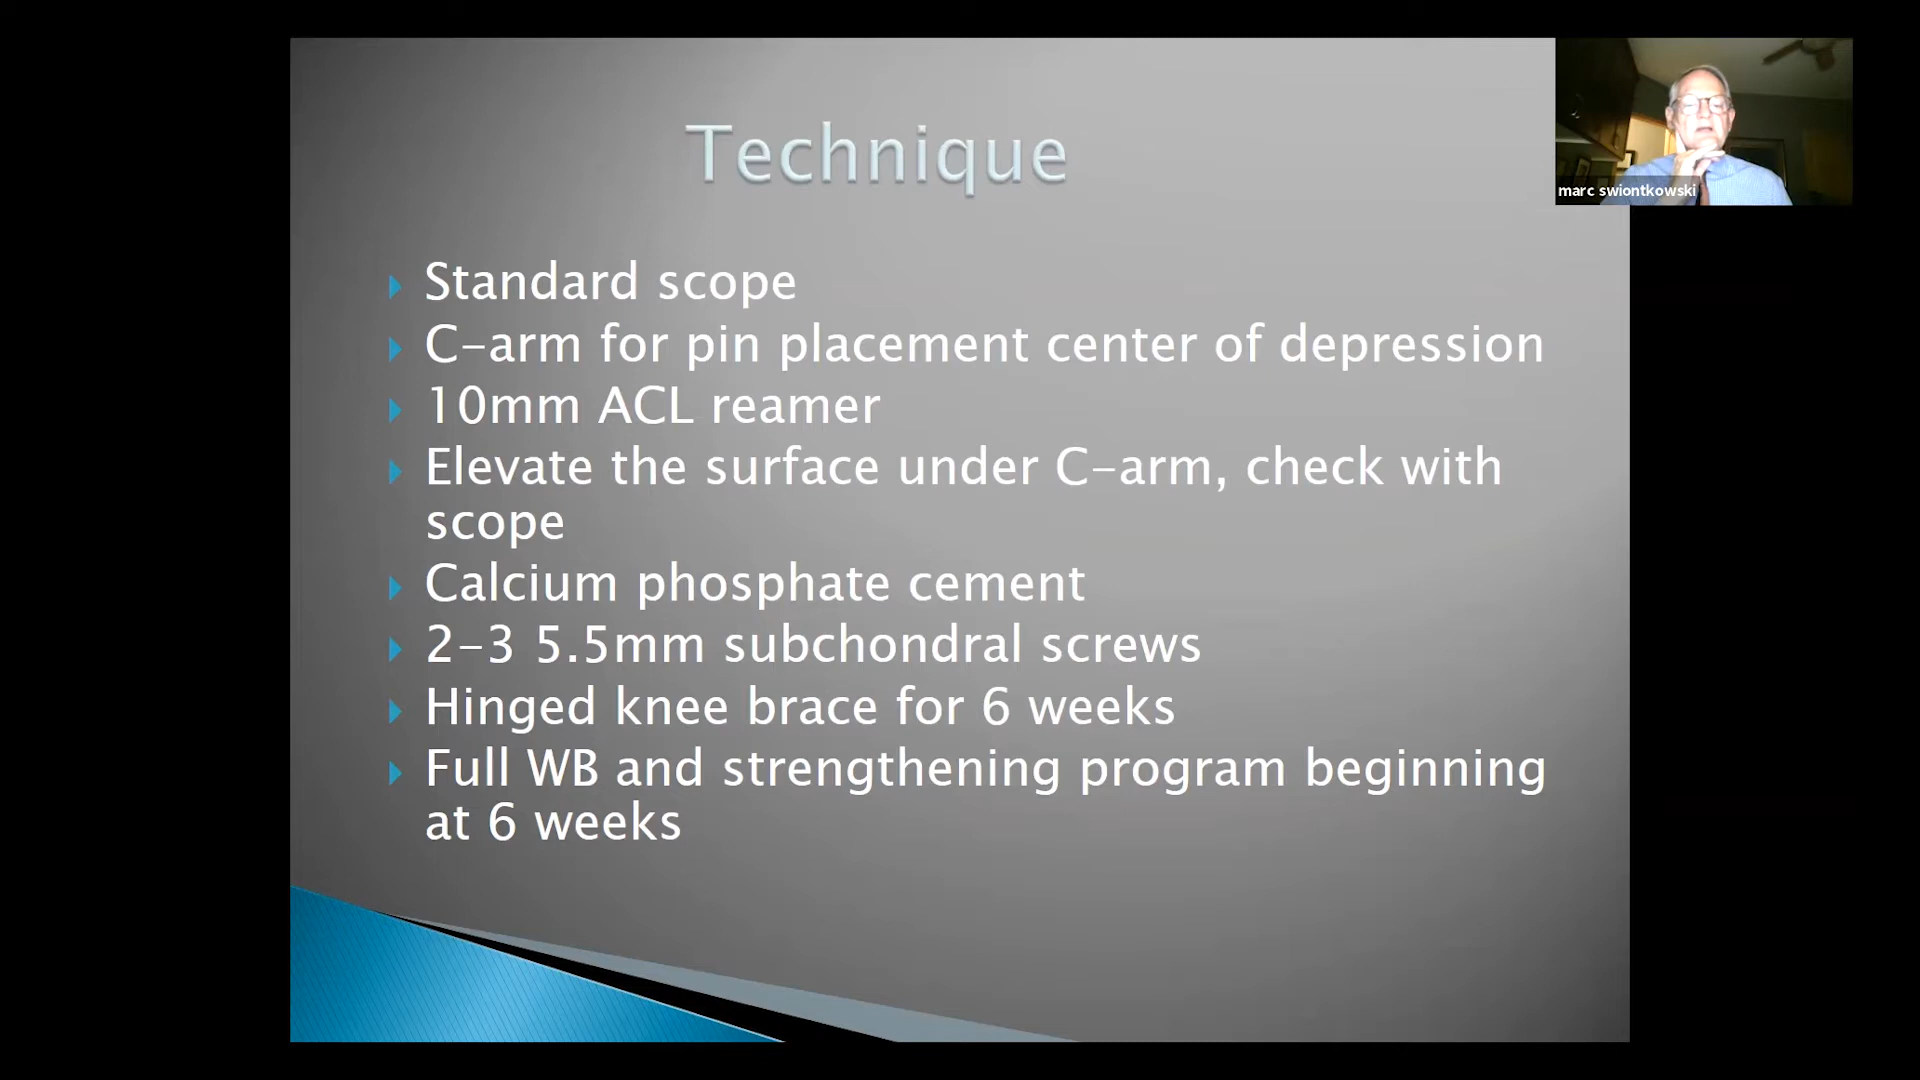 Technique
marc swiontkowski
Standard scope
C-arm for pin placement center of depression
10mm ACL reamer
Elevate the surface under C-arm, check with
scope
Calcium phosphate cement
2-3 5.5mm subchondral screws
Hinged knee brace for 6 weeks
Full WB and strengthening program beginning
at 6 weeks